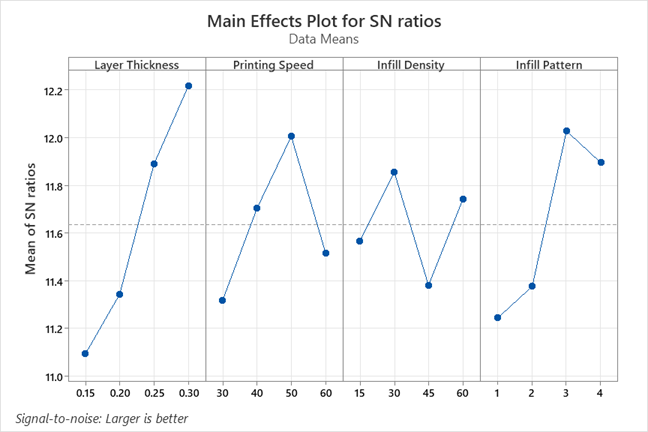 Main Effects Plot for SN ratios
Data Means
Layer Thickness Printing Speed Infill Density Infill Pattern
Mean of SN ratios
12.2
12.0
11.8
11.6
11.4
11.2
11.0
0.15 0.20 0.25 0.30 30 40 50 60 15 30 45 60 1 2 3 4
Signal-to-noise: Larger is better